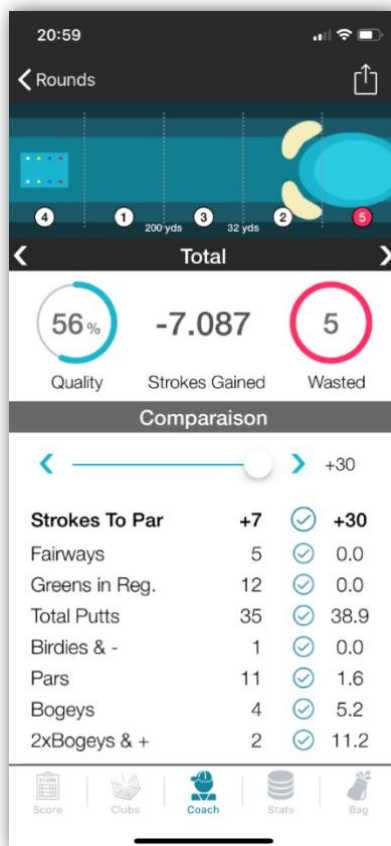 20:59
Rounds
4 1 3 2 5
200 yds 32 yds
Total
56% -7.087 5
Quality Strokes Gained Wasted
Comparaison
+30
Strokes To Par +7 +30
Fairways 5 0.0
Greens in Reg. 12 0.0
Total Putts 35 38.9
Birdies & - 1 0.0
Pars 11 1.6
Bogeys 4 5.2
2xBogeys & + 2 11.2
Score Clubs Coach Stats Bag